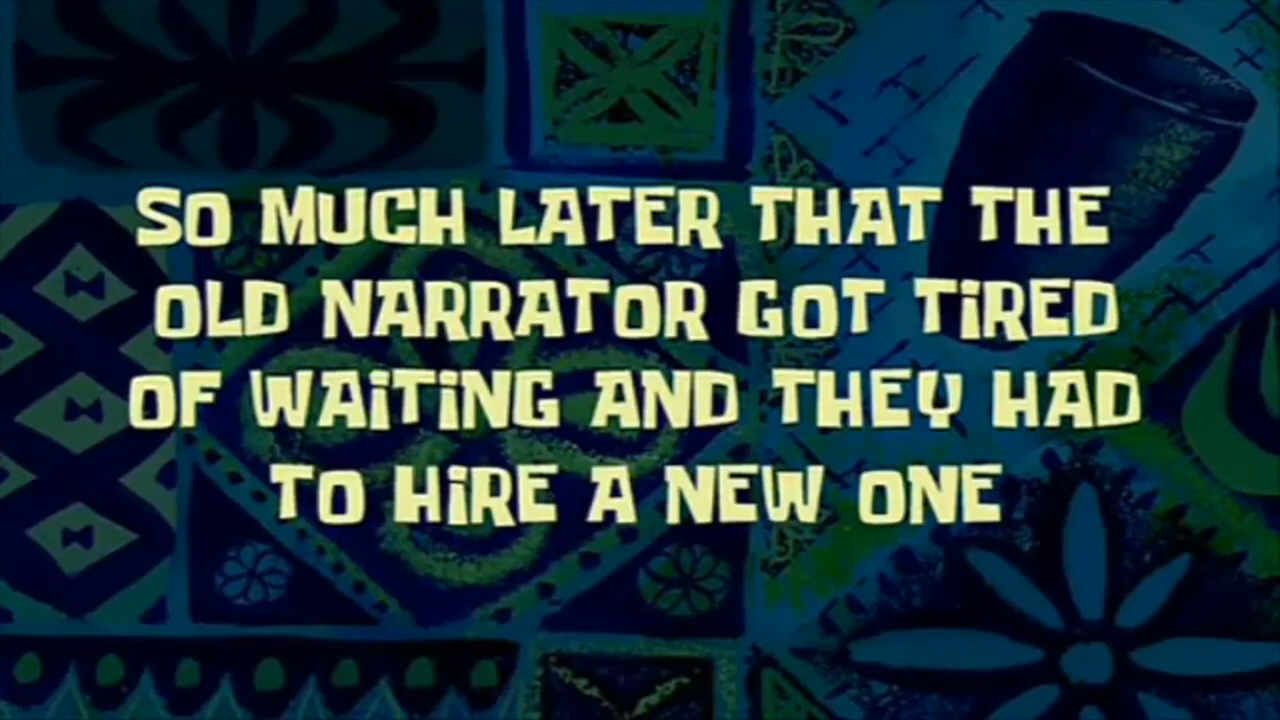 SO MUCH LATER THAT THE
OLD NARRATOR GOT TiRED
OF WAiTiNG AND THEY HAD
TO HiRE A NEW ONE